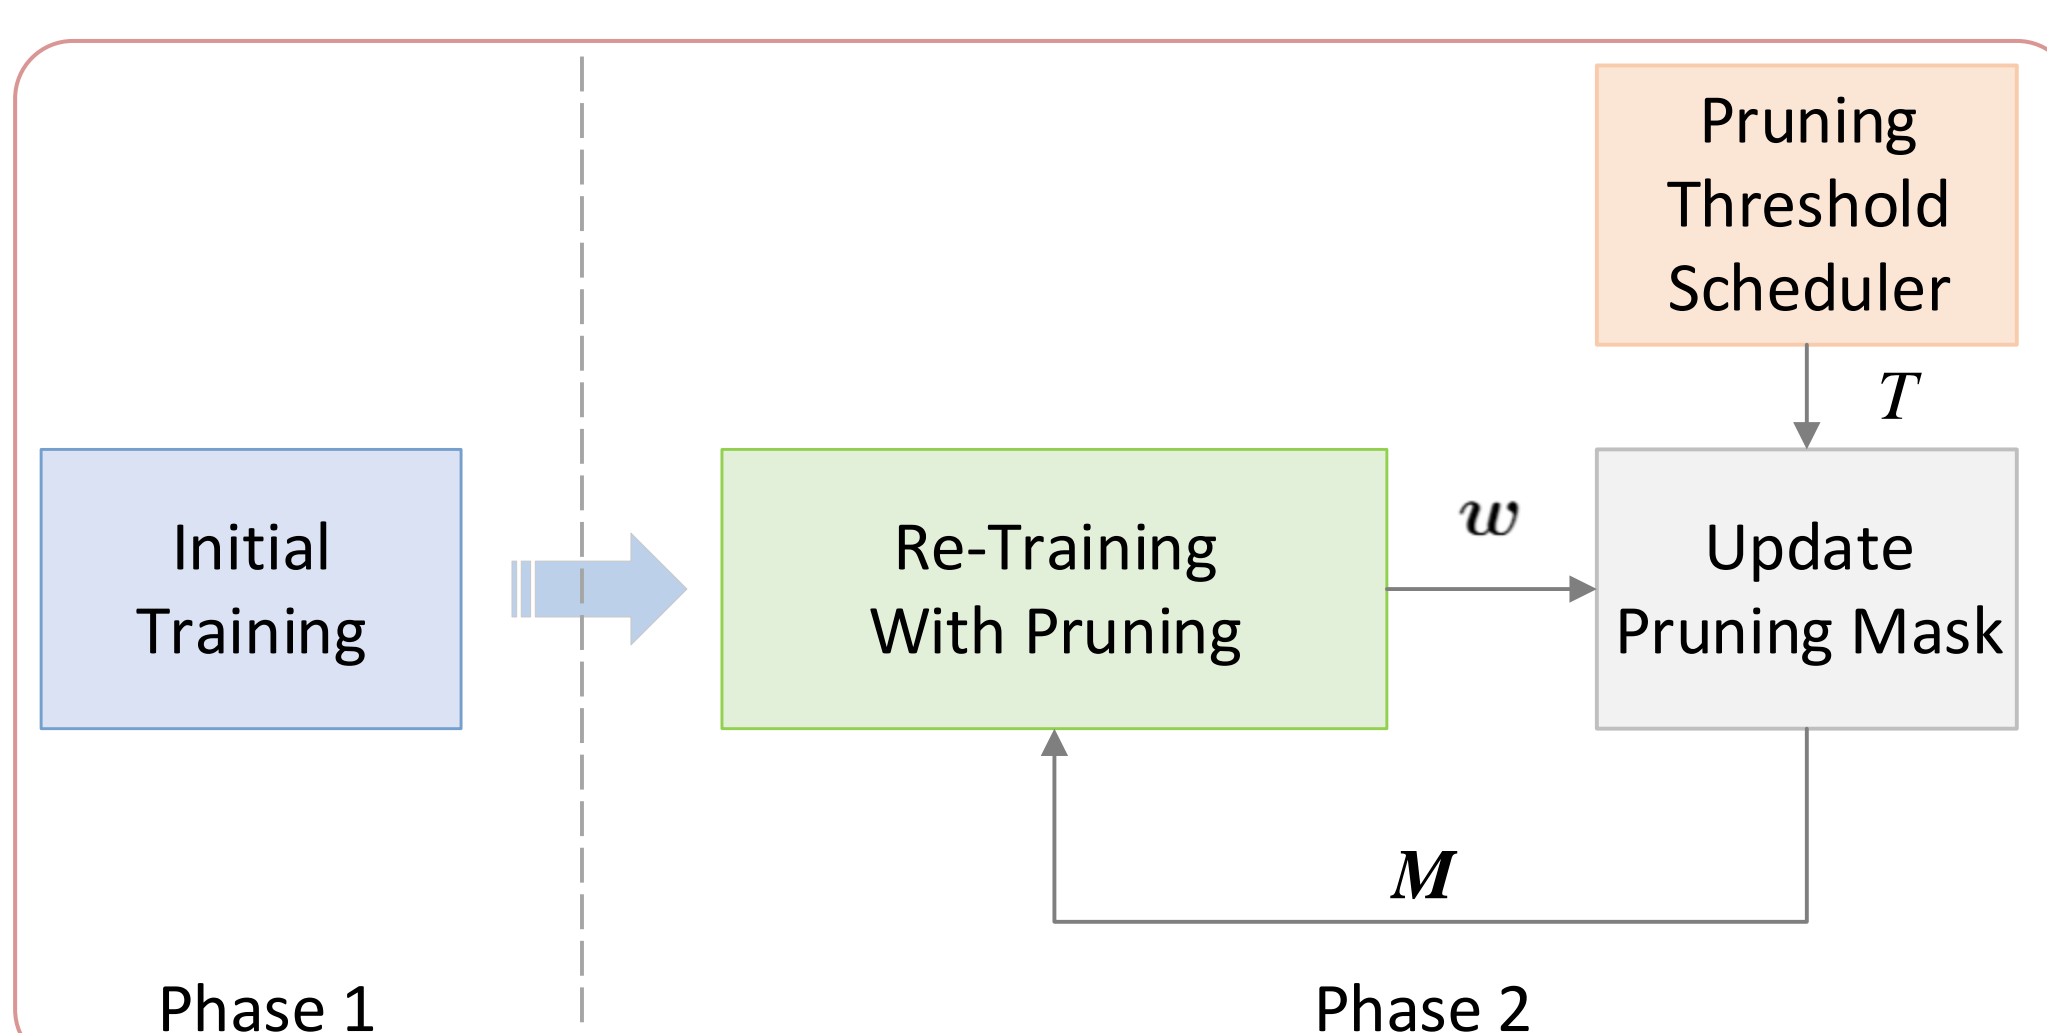 Pruning
Threshold
Scheduler
T
Initial
Training
Re-Training
With Pruning
w
Update
Pruning Mask
M
Phase 1
Phase 2